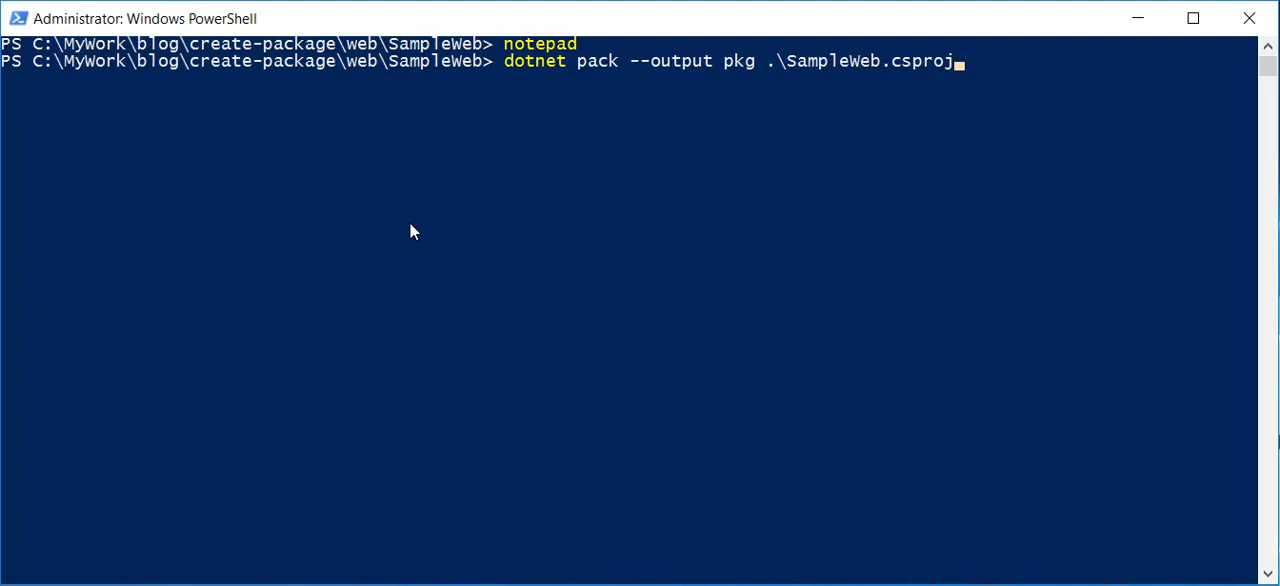 Administrator: Windows PowerShell
PS C:\MyWork\blog\create-package\web\SampleWeb> notepad
PS C:\MyWork\blog\create-package\web\SampleWeb> dotnet pack --output pkg .\SampleWeb.csproj